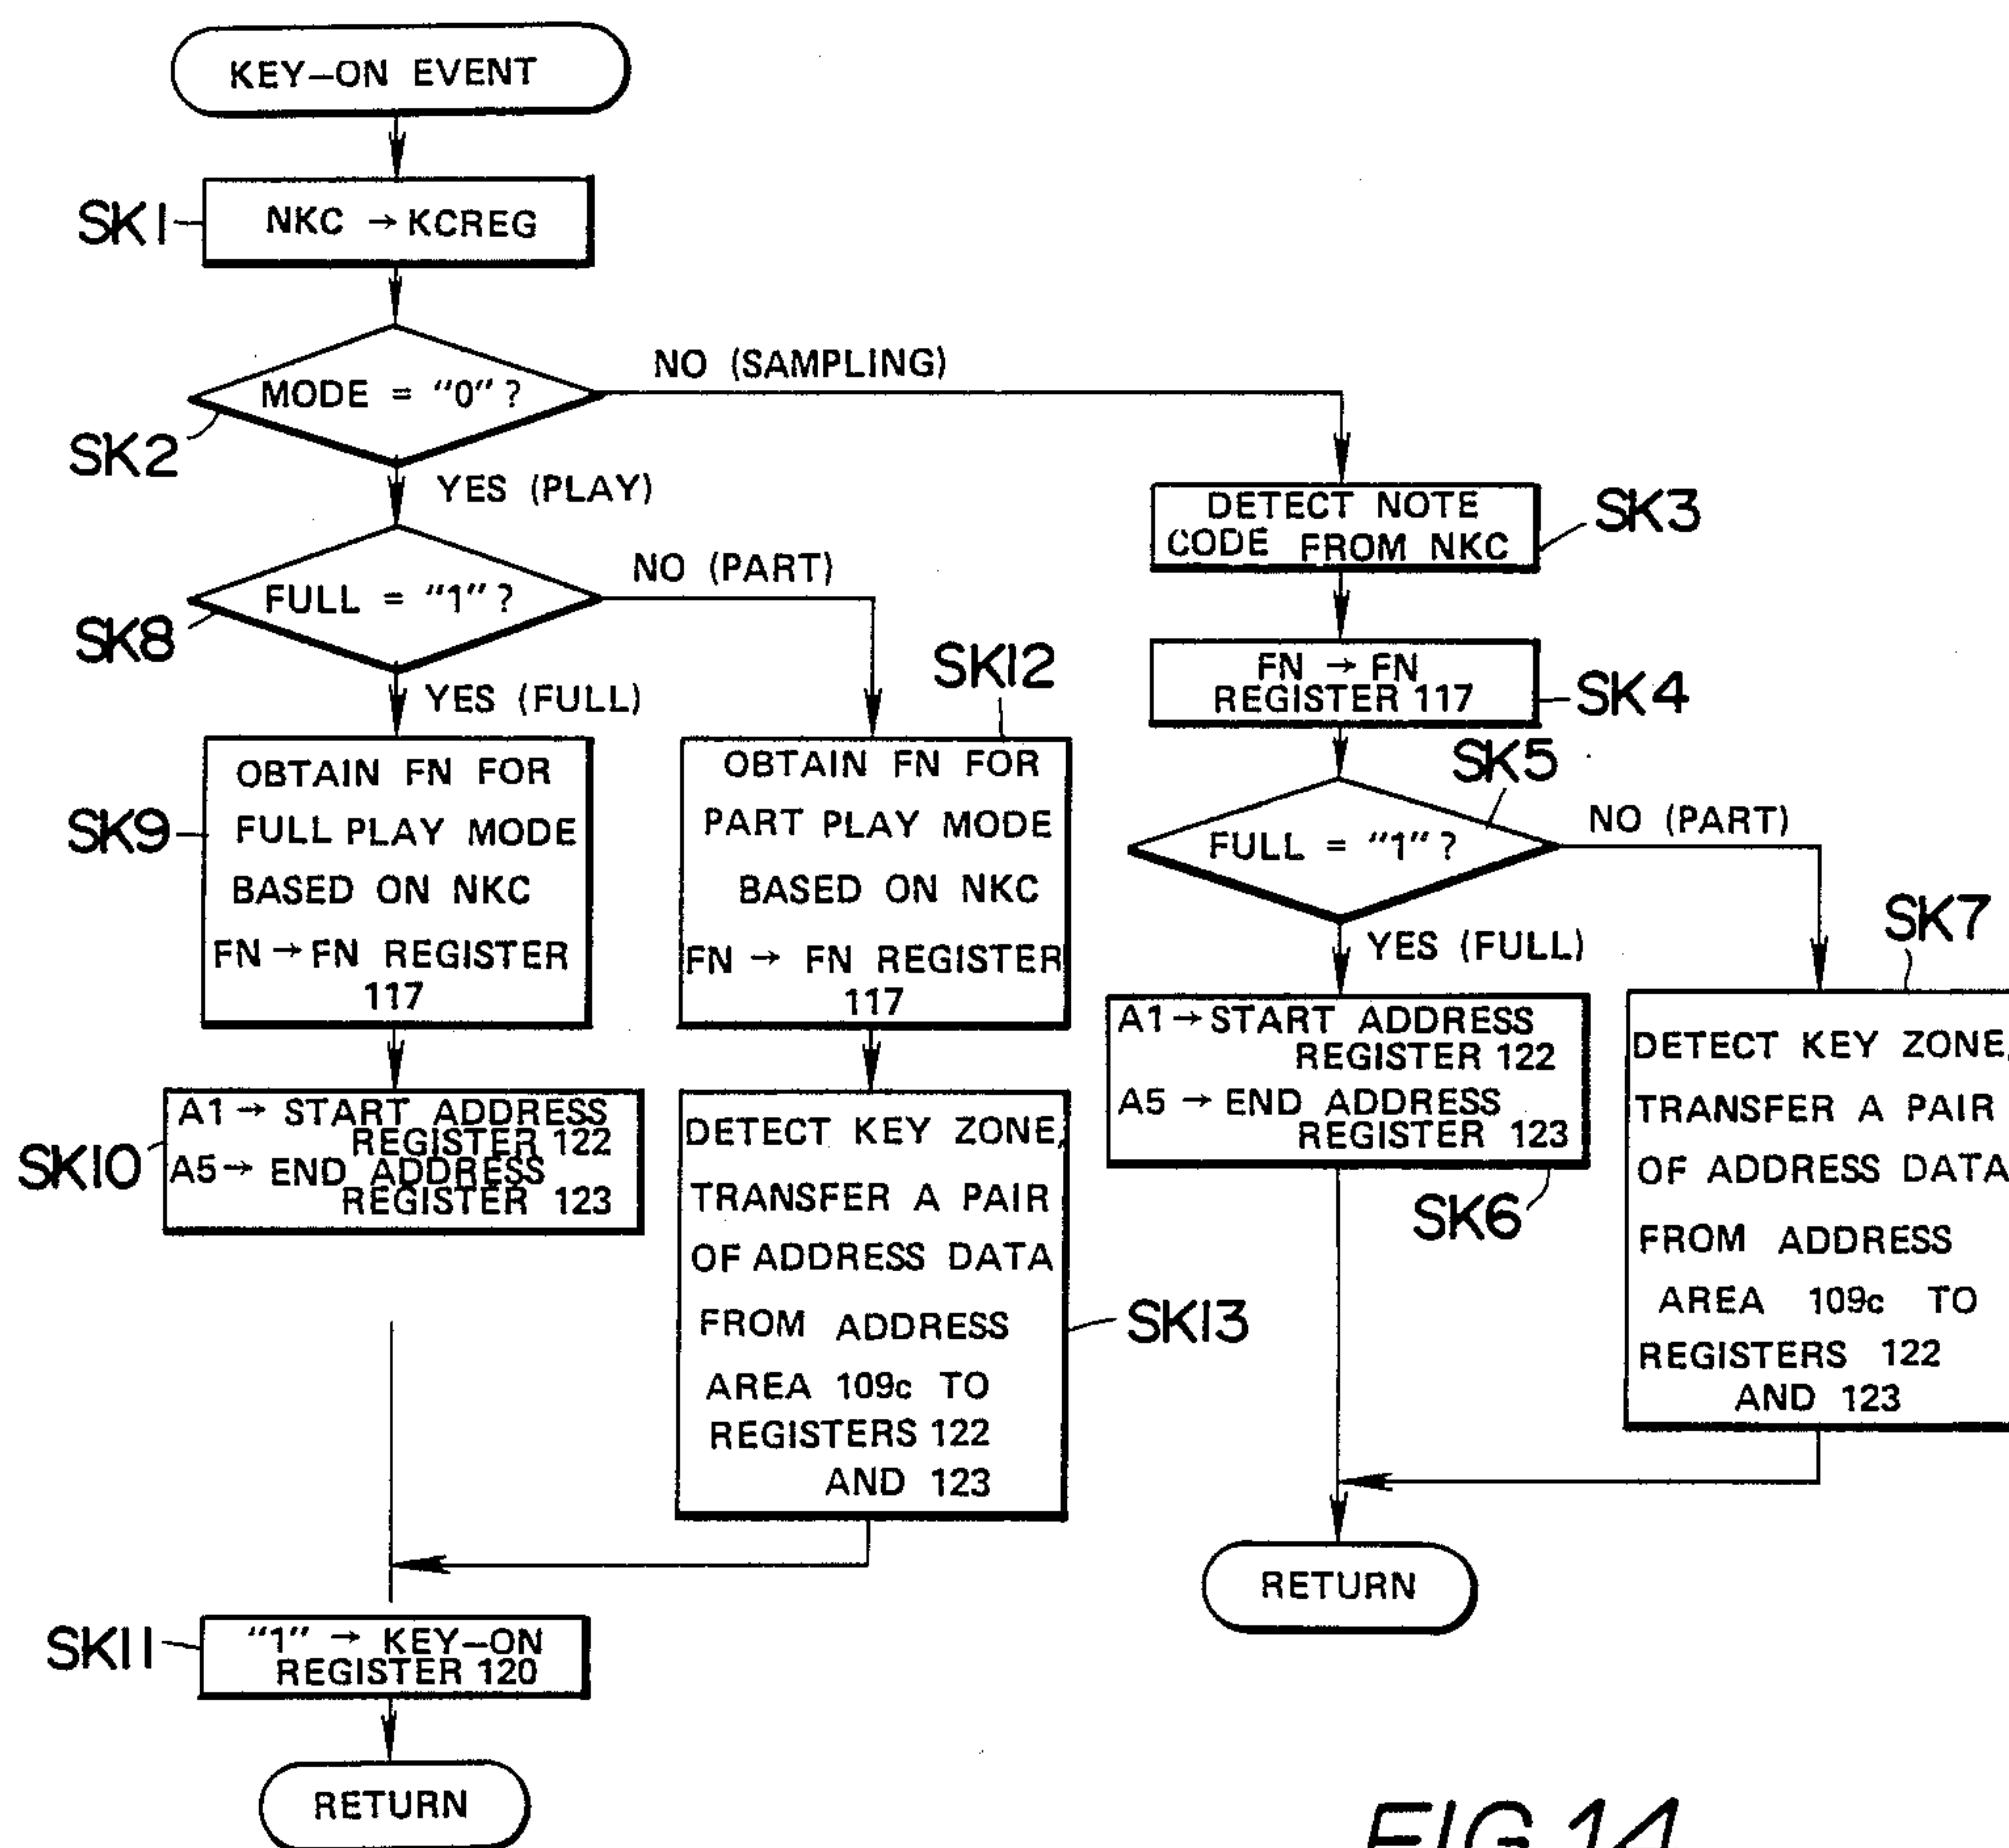 KEY-ON EVENT
SK1
NKC → KCREG
MODE = "0"?
NO (SAMPLING)
SK2
YES (PLAY)
FULL = "1"?
NO (PART)
SK8
YES (FULL)
SK9
OBTAIN FN FOR
FULL PLAY MODE
BASED ON NKC
FN → FN REGISTER
117
SK10
A1 → START ADDRESS
REGISTER 122
A5 → END ADDRESS
REGISTER 123
SK12
OBTAIN FN FOR
PART PLAY MODE
BASED ON NKC
FN → FN REGISTER
117
DETECT KEY ZONE,
TRANSFER A PAIR
OF ADDRESS DATA
FROM ADDRESS
AREA 109c TO
REGISTERS 122
AND 123
SK13
SK11
"1" → KEY-ON
REGISTER 120
RETURN
DETECT NOTE
CODE FROM NKC
SK3
FN → FN
REGISTER 117
SK4
SK5
FULL = "1"?
NO (PART)
YES (FULL)
A1 → START ADDRESS
REGISTER 122
A5 → END ADDRESS
REGISTER 123
SK6
SK7
DETECT KEY ZONE,
TRANSFER A PAIR
OF ADDRESS DATA
FROM ADDRESS
AREA 109c TO
REGISTERS 122
AND 123
RETURN
FIG.14